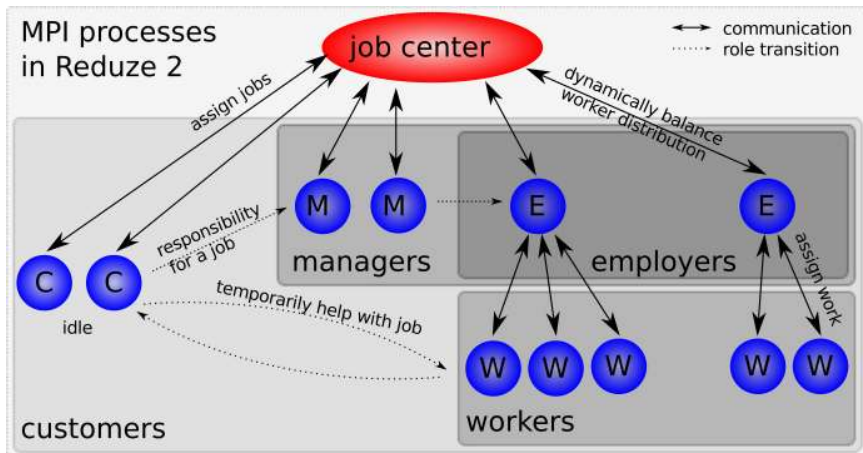 MPI processes
in Reduze 2
job center
communication
role transition
assign jobs
dynamically balance
worker distribution
M
M
E
E
responsibility
for a job
managers
employers
assign work
C
C
idle
temporarily help with job
W
W
W
W
W
workers
customers